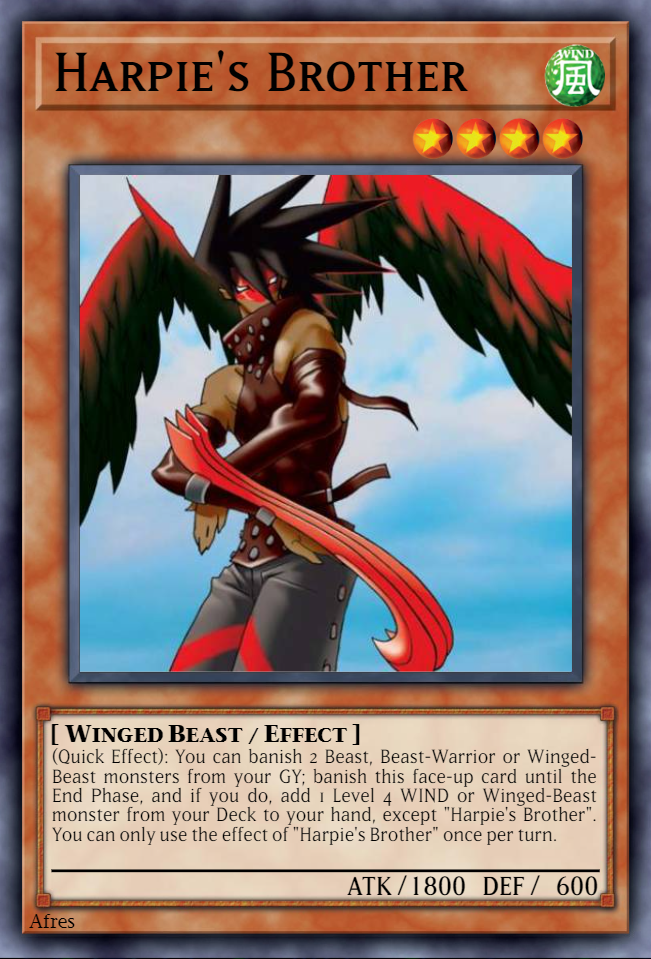 Harpie's Brother
WIND
風
[ Winged Beast / Effect ]
(Quick Effect): You can banish 2 Beast, Beast-Warrior or Winged-
Beast monsters from your GY; banish this face-up card until the
End Phase, and if you do, add 1 Level 4 WIND or Winged-Beast
monster from your Deck to your hand, except "Harpie's Brother".
You can only use the effect of "Harpie's Brother" once per turn.
ATK / 1800 DEF / 600
Afres